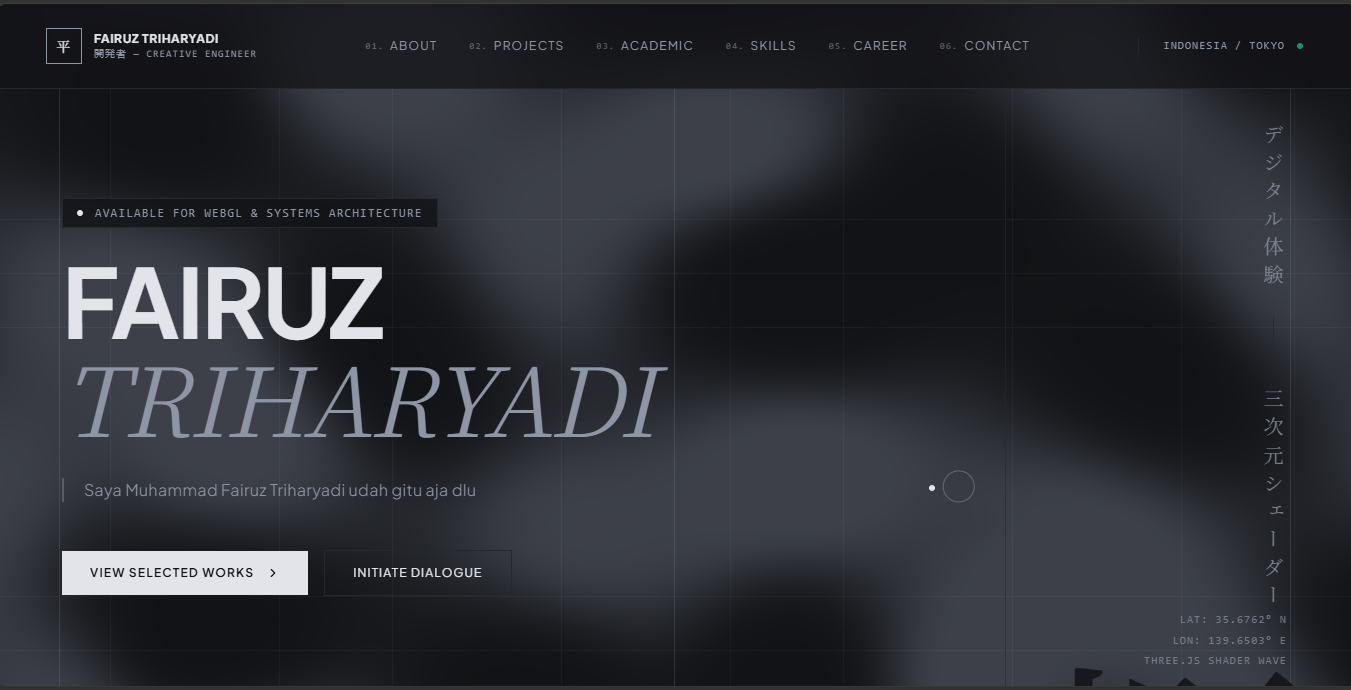 平
FAIRUZ TRIHARYADI
開発者 — CREATIVE ENGINEER
01. ABOUT
02. PROJECTS
03. ACADEMIC
04. SKILLS
05. CAREER
06. CONTACT
INDONESIA / TOKYO
AVAILABLE FOR WEBGL & SYSTEMS ARCHITECTURE
FAIRUZ
TRIHARYADI
Saya Muhammad Fairuz Triharyadi udah gitu aja dlu
VIEW SELECTED WORKS
INITIATE DIALOGUE
デジタル体験
三次元シェーダー
LAT: 35.6762° N
LON: 139.6503° E
THREE.JS SHADER WAVE